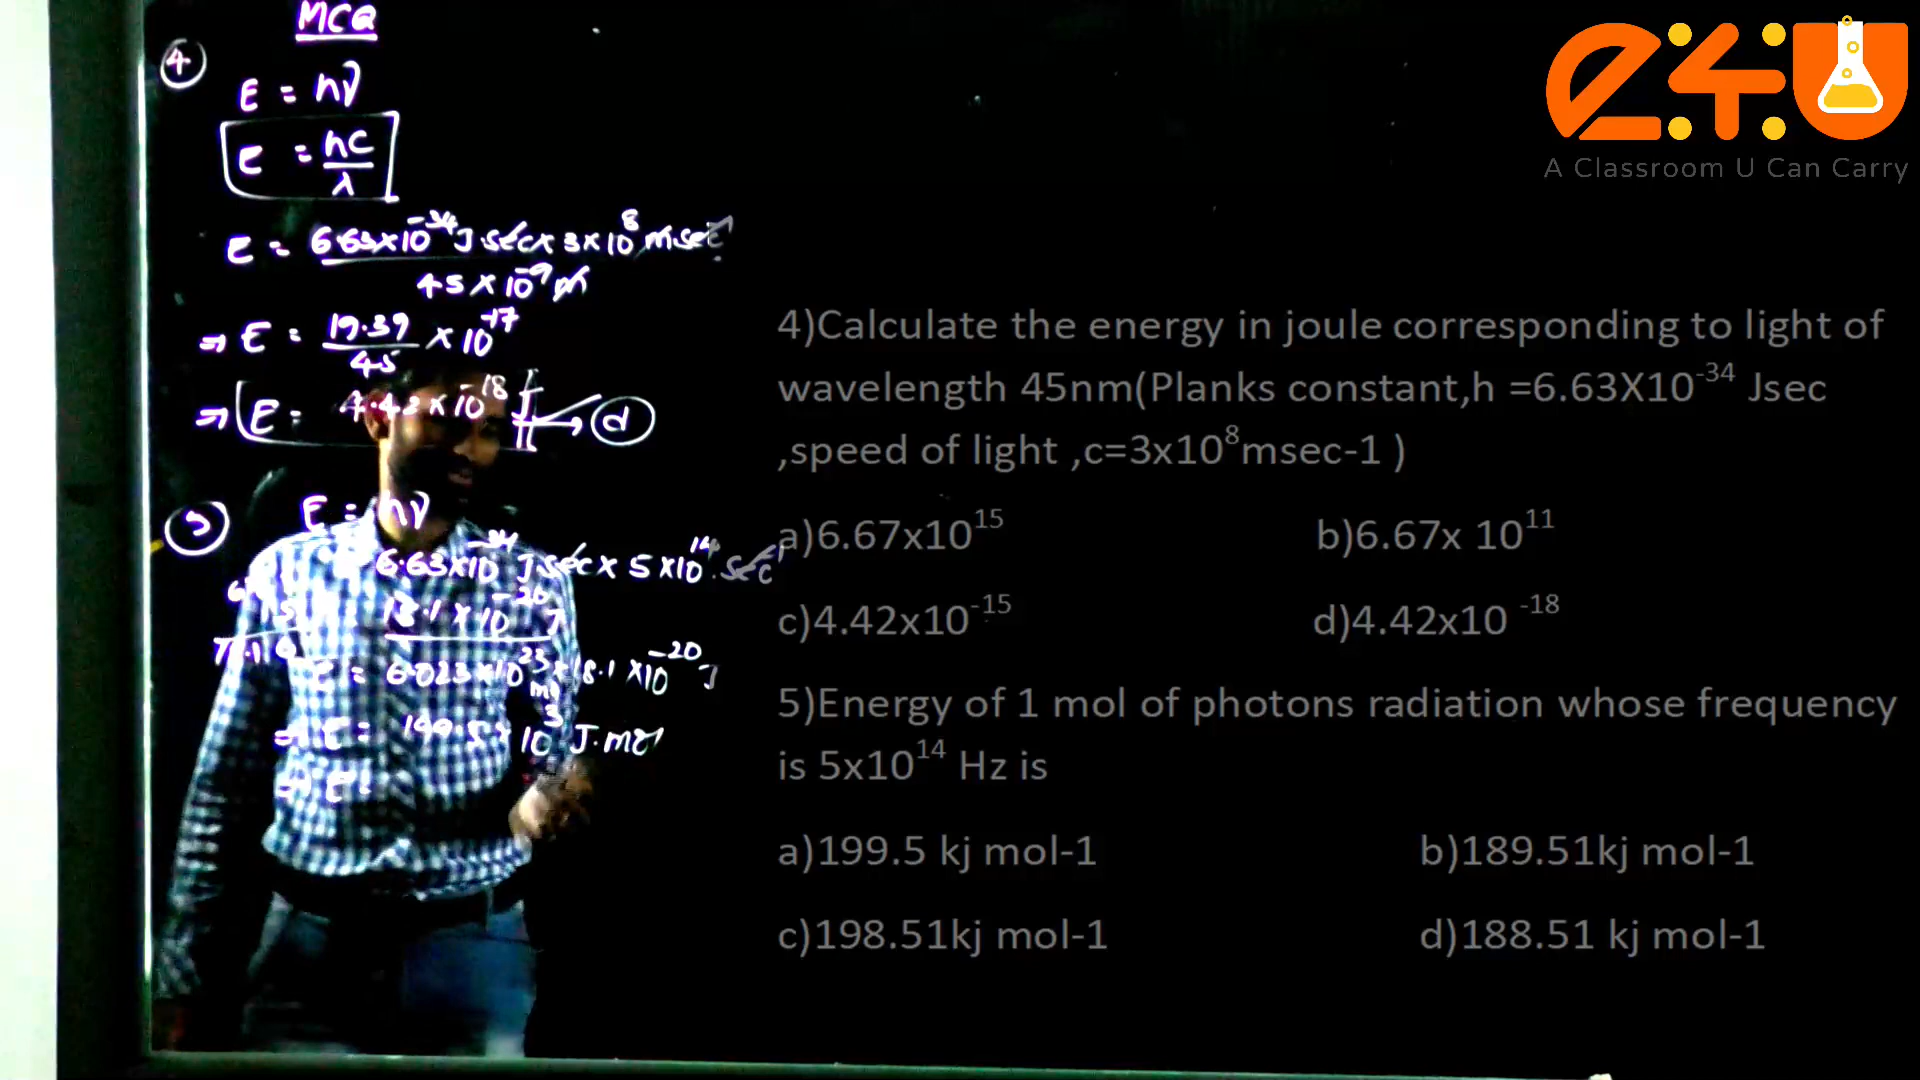 MCQ
4
E = hν
E = hc/λ
E = 6.63×10⁻³⁴ J.sec × 3×10⁸ m.sec⁻¹
45 × 10⁻⁹ m
⇒ E = 19.39/45 × 10⁻¹⁷
⇒ E = 4.42 × 10⁻¹⁸ J → d
5
E = hν
6.63×10⁻³⁴ J sec × 5 ×10¹⁴ . sec⁻¹
× 10⁻²⁰ J
E = 6.023 × 10²³ × 18.1 × 10⁻²⁰ J
⇒ E = 199.5 × 10³ J.mol⁻¹
⇒ E =
e4U
A Classroom U Can Carry
4)Calculate the energy in joule corresponding to light of
wavelength 45nm(Planks constant,h =6.63X10⁻³⁴ Jsec
,speed of light ,c=3x10⁸msec-1 )
a)6.67x10¹⁵ b)6.67x 10¹¹
c)4.42x10⁻¹⁵ d)4.42x10 ⁻¹⁸
5)Energy of 1 mol of photons radiation whose frequency
is 5x10¹⁴ Hz is
a)199.5 kj mol-1 b)189.51kj mol-1
c)198.51kj mol-1 d)188.51 kj mol-1